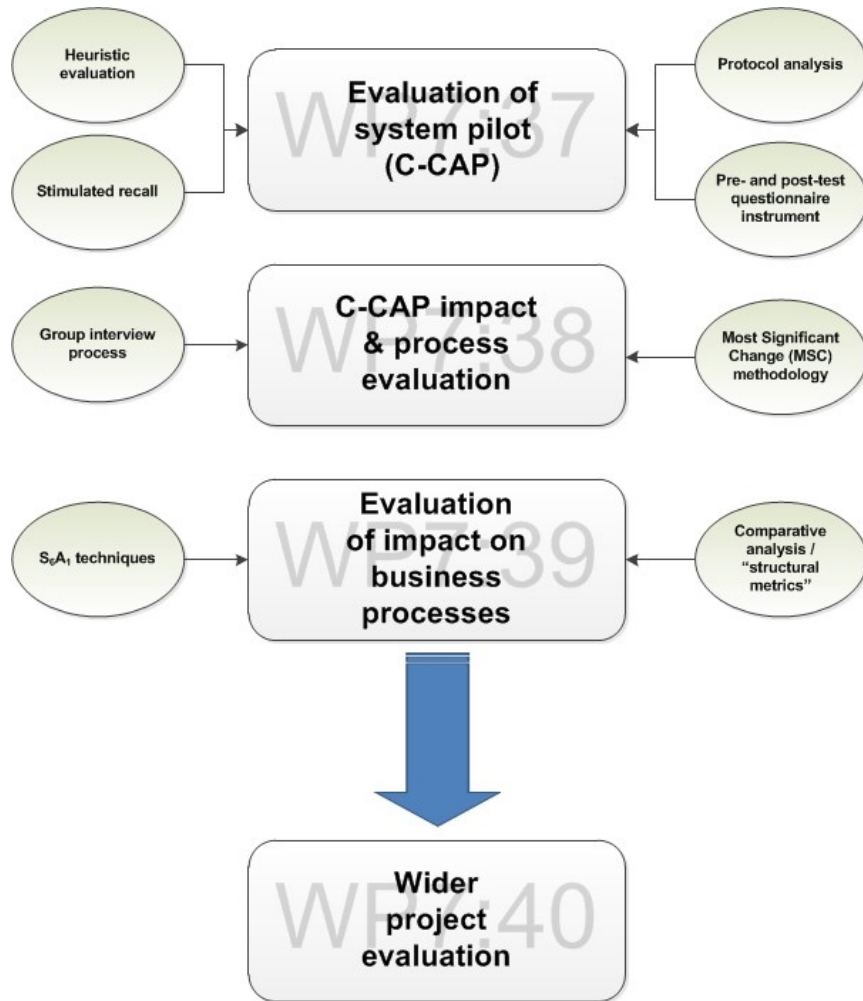 Heuristic
evaluation
Stimulated recall
WP7:37
Evaluation of
system pilot
(C-CAP)
Protocol analysis
Pre- and post-test
questionnaire
instrument
Group interview
process
WP7:38
C-CAP impact
& process
evaluation
Most Significant
Change (MSC)
methodology
S₆A₁ techniques
WP7:39
Evaluation
of impact on
business
processes
Comparative
analysis /
“structural
metrics”
WP7:40
Wider
project
evaluation